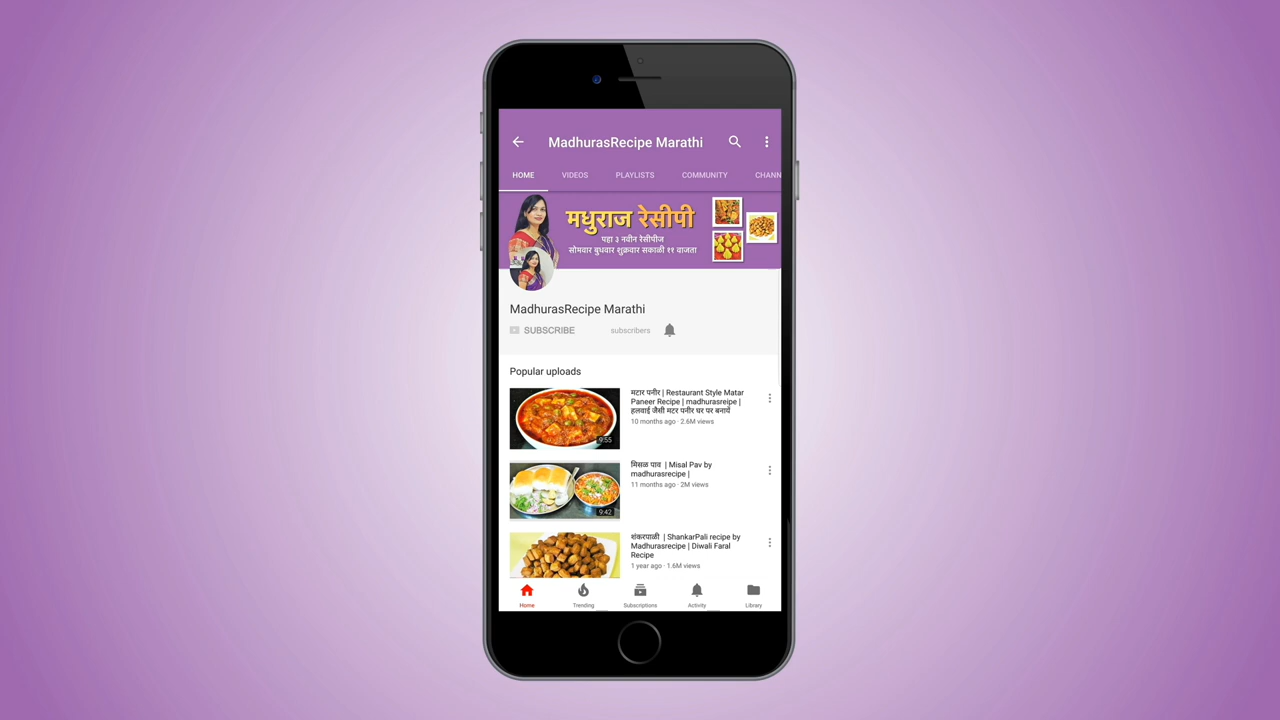 MadhurasRecipe Marathi
HOME VIDEOS PLAYLISTS COMMUNITY CHANN
मधुराज रेसीपी
पहा ३ नवीन रेसीपीज
सोमवार बुधवार शुक्रवार सकाळी ११ वाजता
MadhurasRecipe Marathi
SUBSCRIBE subscribers
Popular uploads
मटार पनीर | Restaurant Style Matar
Paneer Recipe | madhurasreipe |
हलवाई जैसी मटर पनीर घर पर बनायें
10 months ago · 2.6M views
9:55
मिसळ पाव | Misal Pav by
madhurasrecipe |
11 months ago · 2M views
9:42
शंकरपाळी | ShankarPali recipe by
Madhurasrecipe | Diwali Faral
Recipe
1 year ago · 1.6M views
Home Trending Subscriptions Activity Library